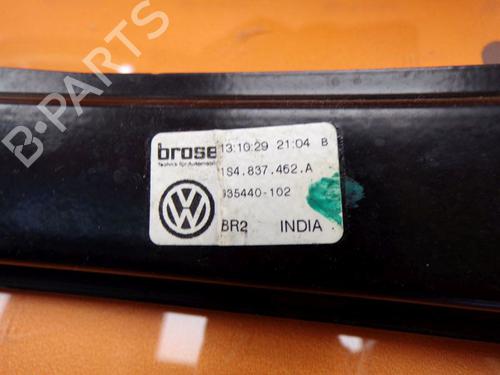 B-PARTS
brose 13:10:29 21:04 B
Technik für Automobile
1S4.837.462.A
935440-102
BR2 INDIA